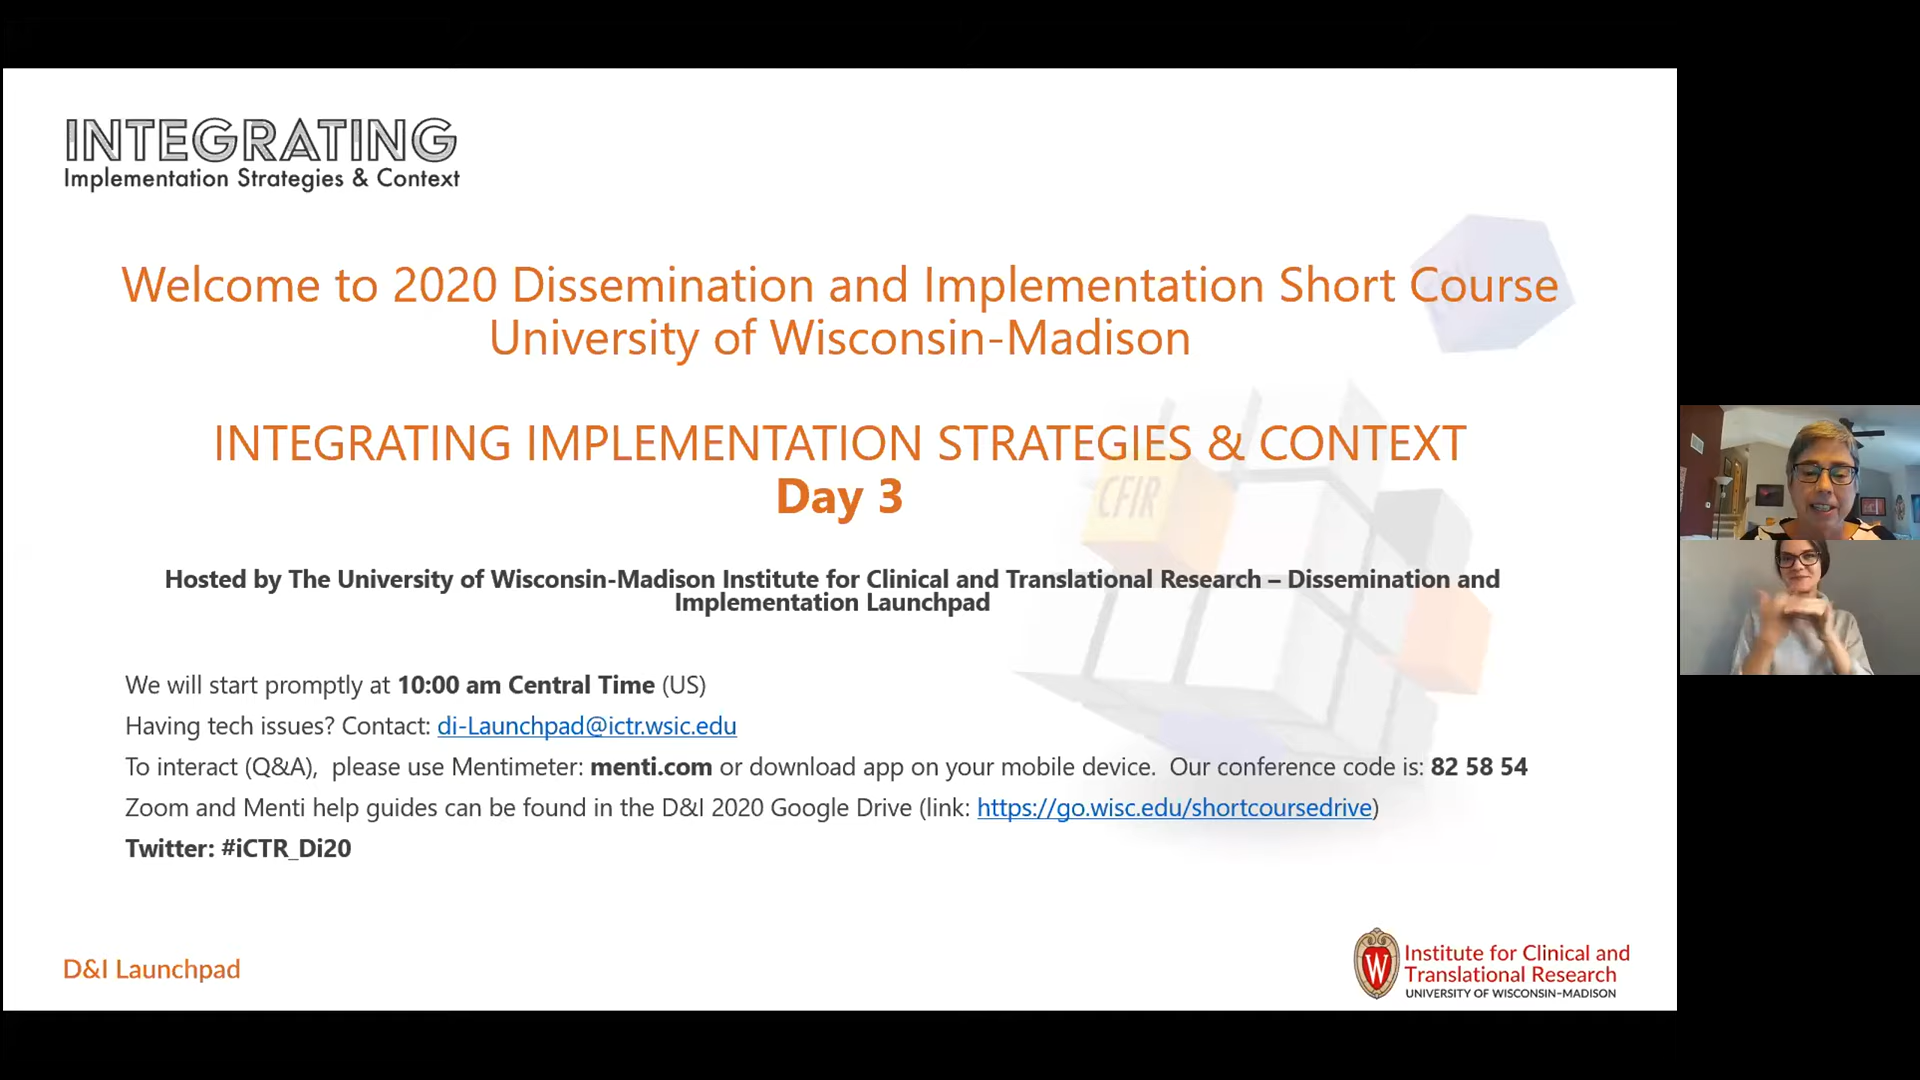 INTEGRATING
Implementation Strategies & Context
Welcome to 2020 Dissemination and Implementation Short Course
University of Wisconsin-Madison
INTEGRATING IMPLEMENTATION STRATEGIES & CONTEXT
Day 3
CFIR
Hosted by The University of Wisconsin-Madison Institute for Clinical and Translational Research – Dissemination and
Implementation Launchpad
We will start promptly at 10:00 am Central Time (US)
Having tech issues? Contact: di-Launchpad@ictr.wsic.edu
To interact (Q&A), please use Mentimeter: menti.com or download app on your mobile device. Our conference code is: 82 58 54
Zoom and Menti help guides can be found in the D&I 2020 Google Drive (link: https://go.wisc.edu/shortcoursedrive)
Twitter: #iCTR_Di20
D&I Launchpad
W
Institute for Clinical and
Translational Research
UNIVERSITY OF WISCONSIN–MADISON